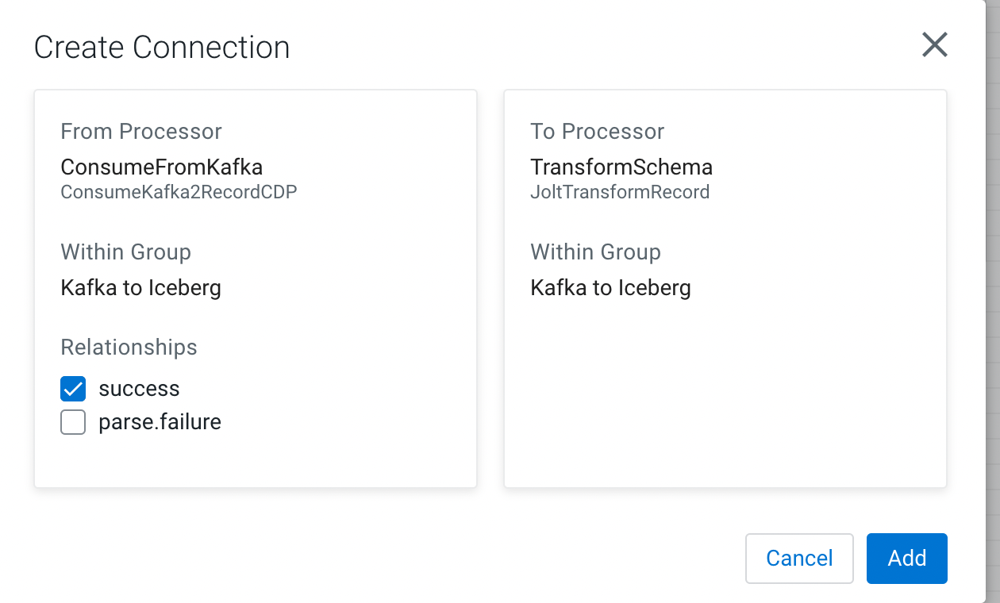 Create Connection
From Processor
ConsumeFromKafka
ConsumeKafka2RecordCDP
Within Group
Kafka to Iceberg
Relationships
success
parse.failure
To Processor
TransformSchema
JoltTransformRecord
Within Group
Kafka to Iceberg
Cancel
Add